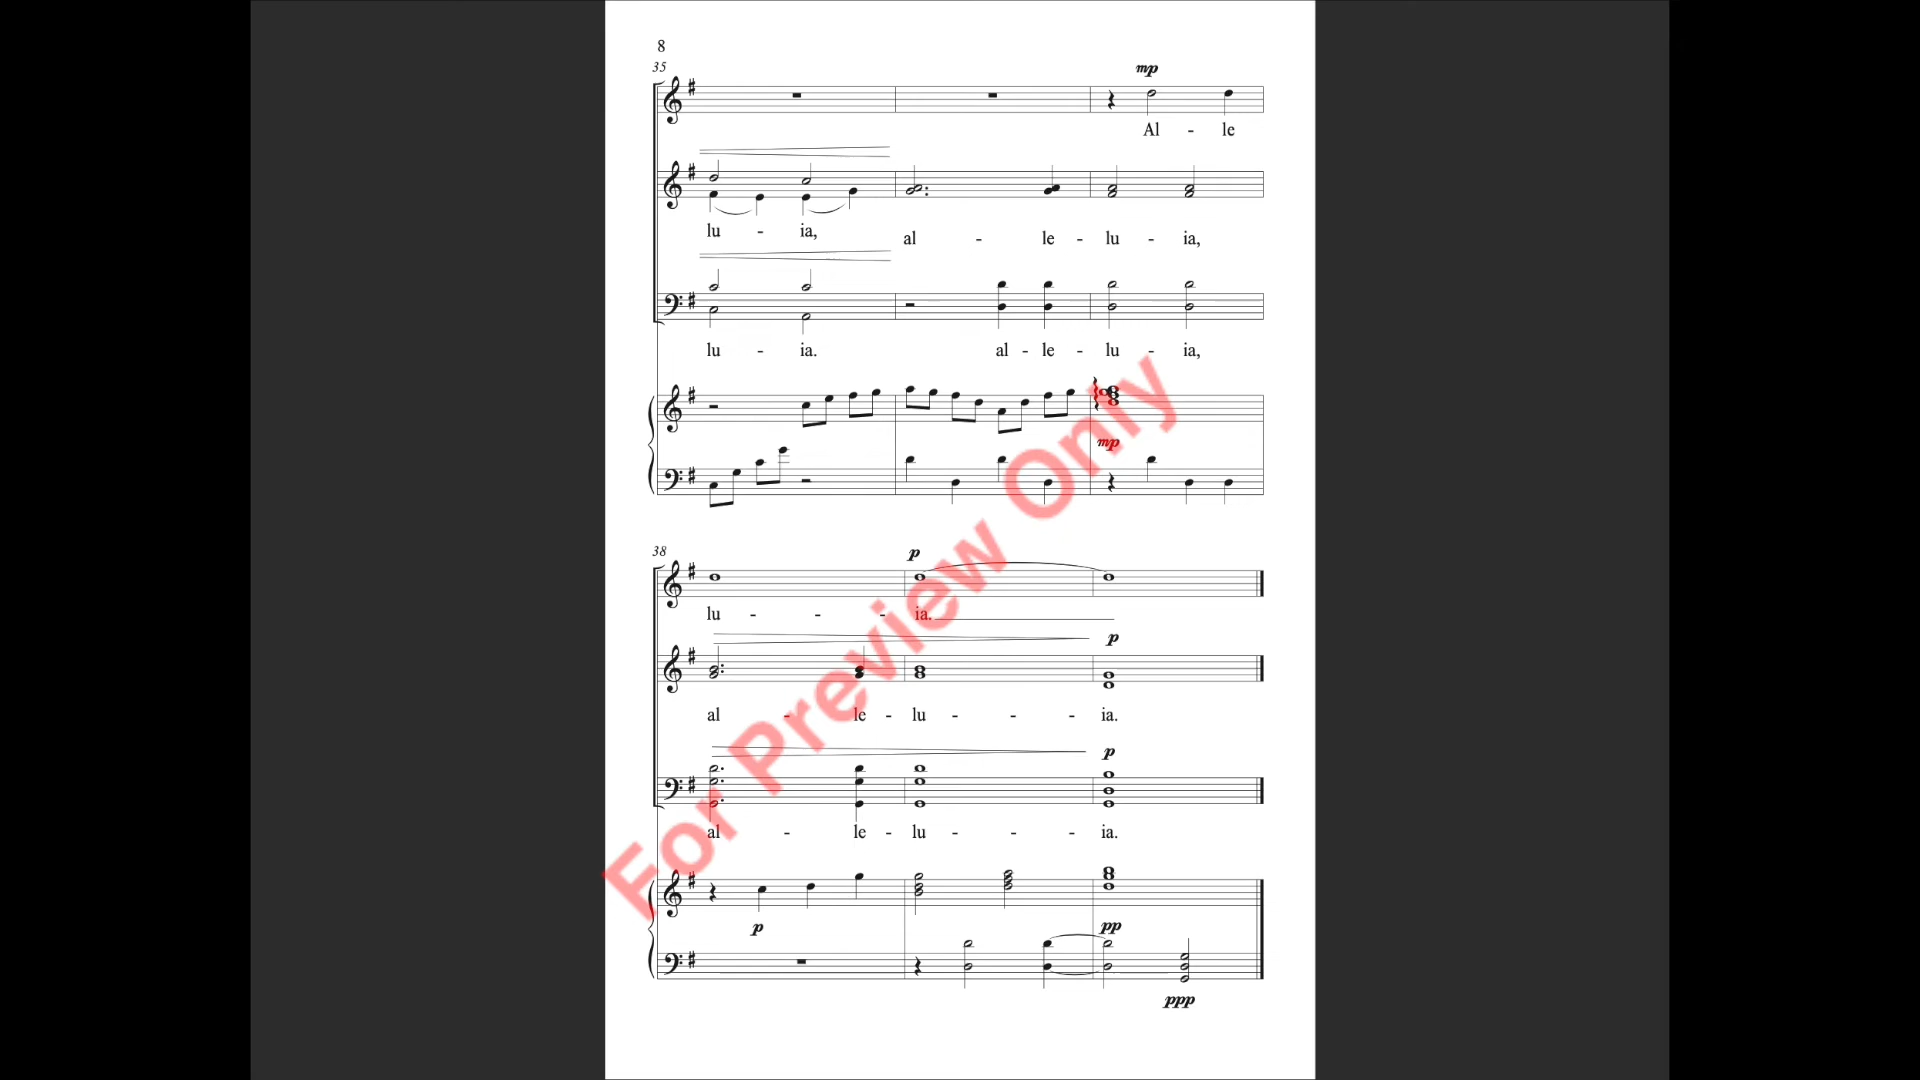 8
35
mp
Al - le
lu - ia, al - le - lu - ia,
lu - ia. al - le - lu - ia,
mp
38
p
lu - - - ia.
p
al - le - lu - - - ia.
p
al - le - lu - - - ia.
p
pp
ppp
For Preview Only